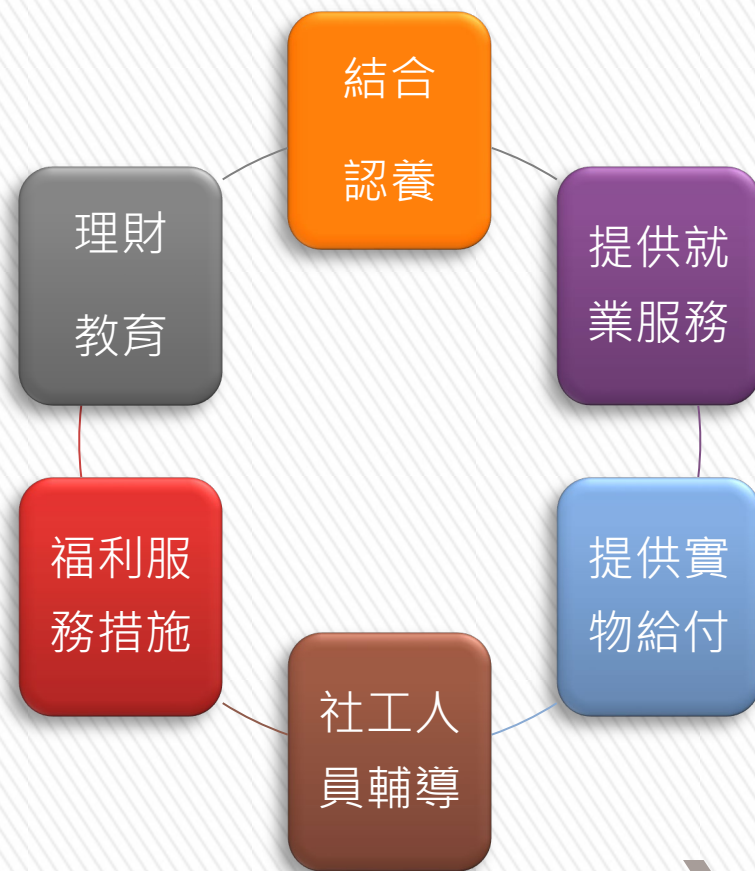 結合
認養
提供就
業服務
提供實
物給付
社工人
員輔導
福利服
務措施
理財
教育